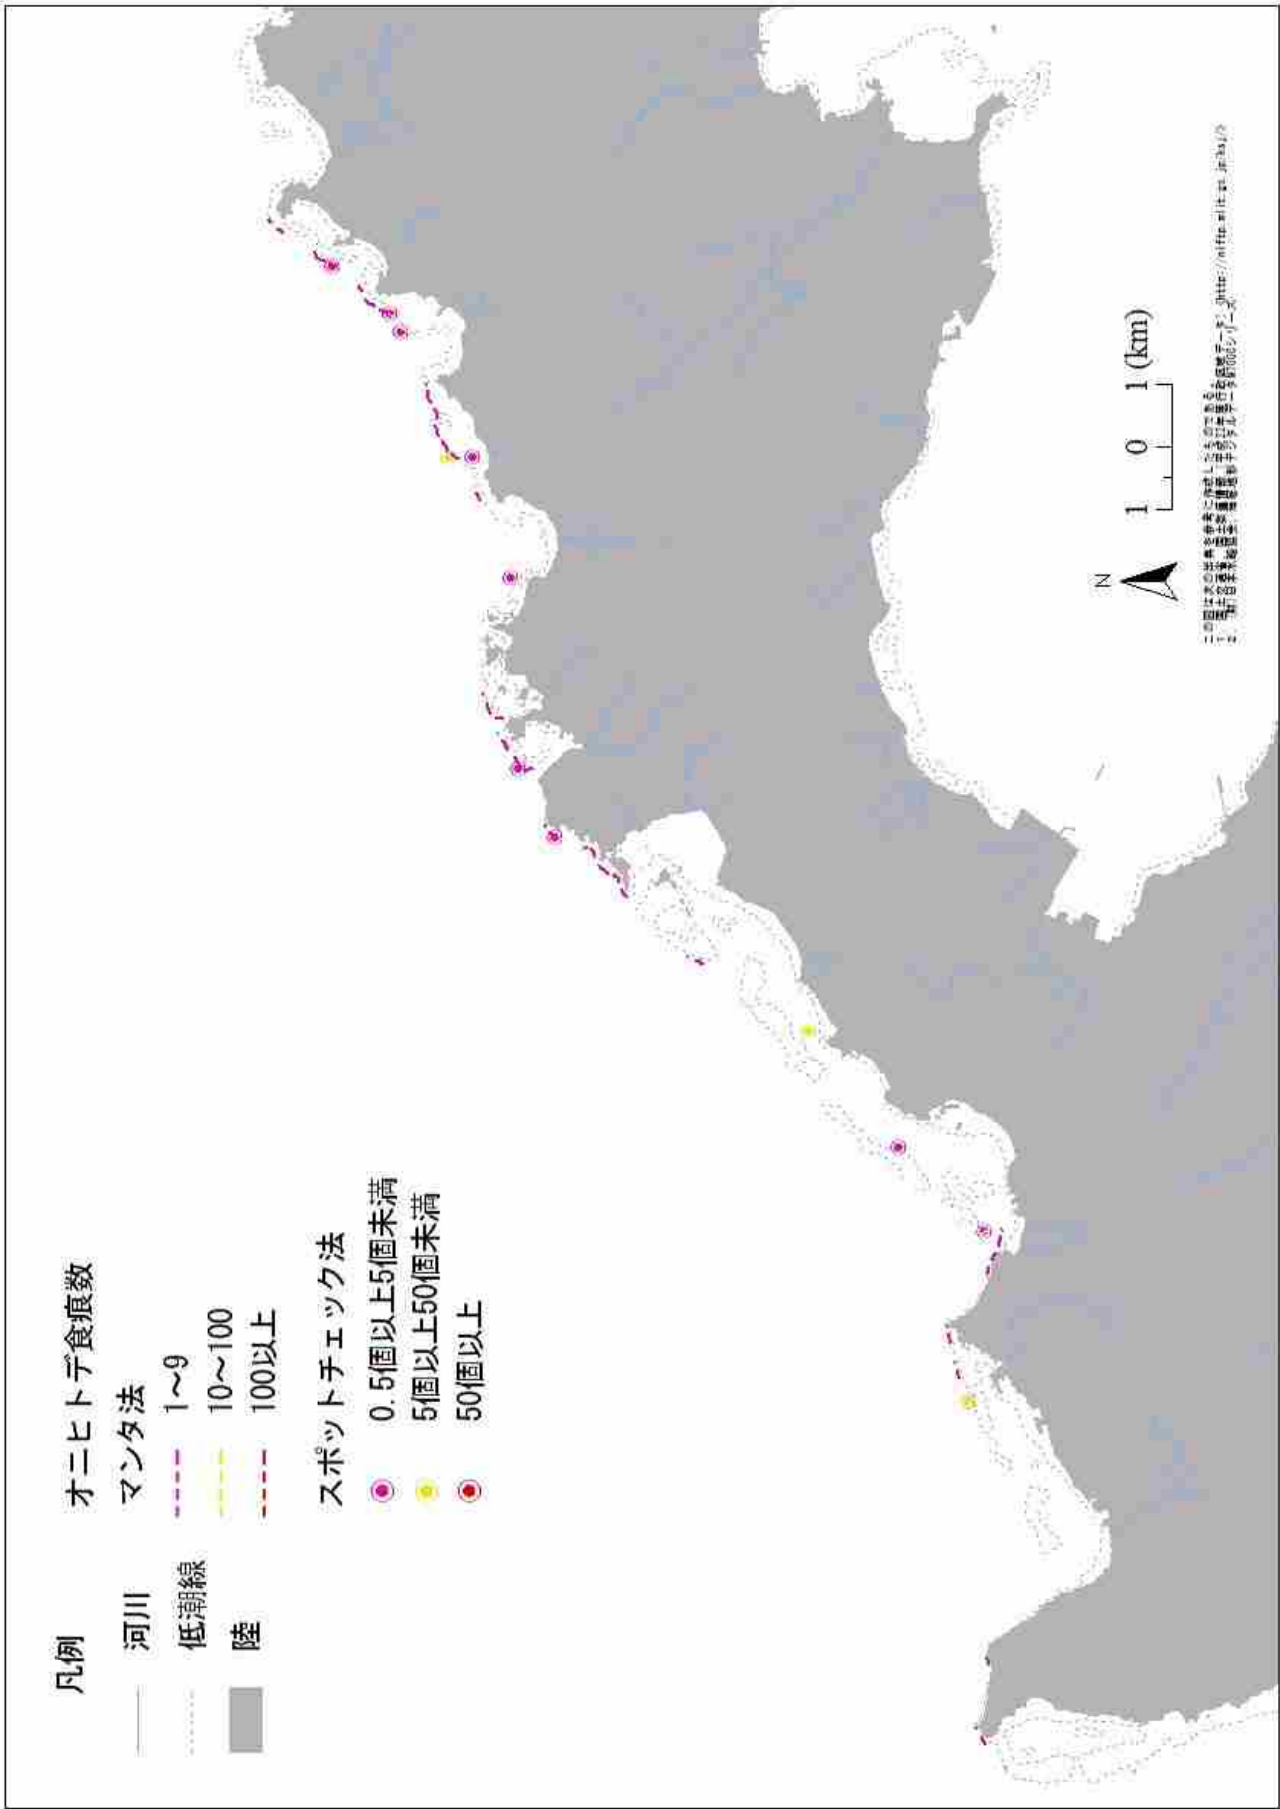 凡例
河川
低潮線
陸
オニヒトデ食痕数
マンタ法
1～9
10～100
100以上
スポットチェック法
0.5個以上5個未満
5個以上50個未満
50個以上
N
1 0 1 (km)